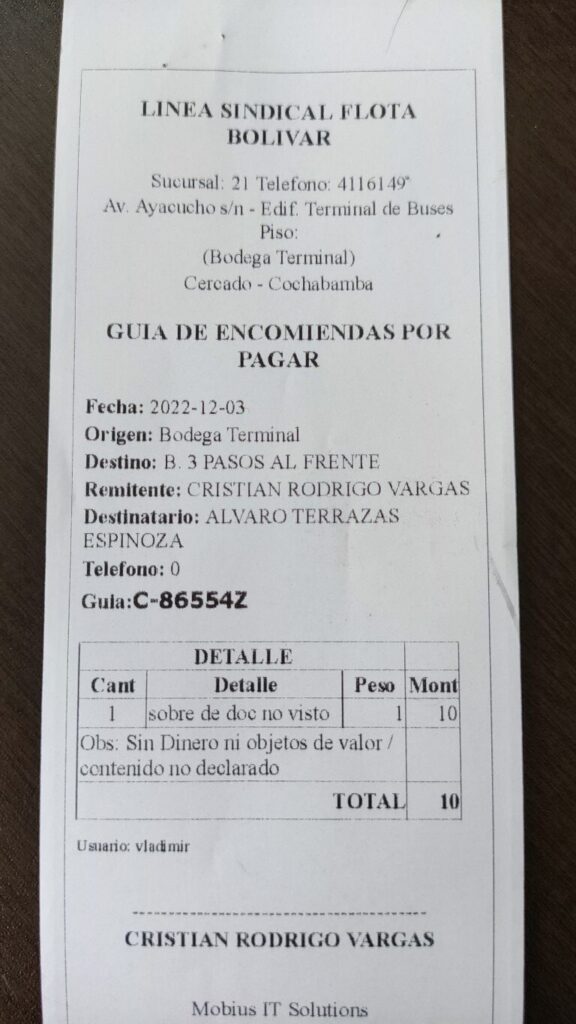 LINEA SINDICAL FLOTA
BOLIVAR
Sucursal: 21 Telefono: 4116149*
Av. Ayacucho s/n - Edif. Terminal de Buses
Piso:
(Bodega Terminal)
Cercado - Cochabamba
GUIA DE ENCOMIENDAS POR
PAGAR
Fecha: 2022-12-03
Origen: Bodega Terminal
Destino: B. 3 PASOS AL FRENTE
Remitente: CRISTIAN RODRIGO VARGAS
Destinatario: ALVARO TERRAZAS
ESPINOZA
Telefono: 0
Guia:C-86554Z
DETALLE
Cant Detalle Peso Mont
1 sobre de doc no visto 1 10
Obs: Sin Dinero ni objetos de valor /
contenido no declarado
TOTAL 10
Usuario: vladimir
CRISTIAN RODRIGO VARGAS
Mobius IT Solutions